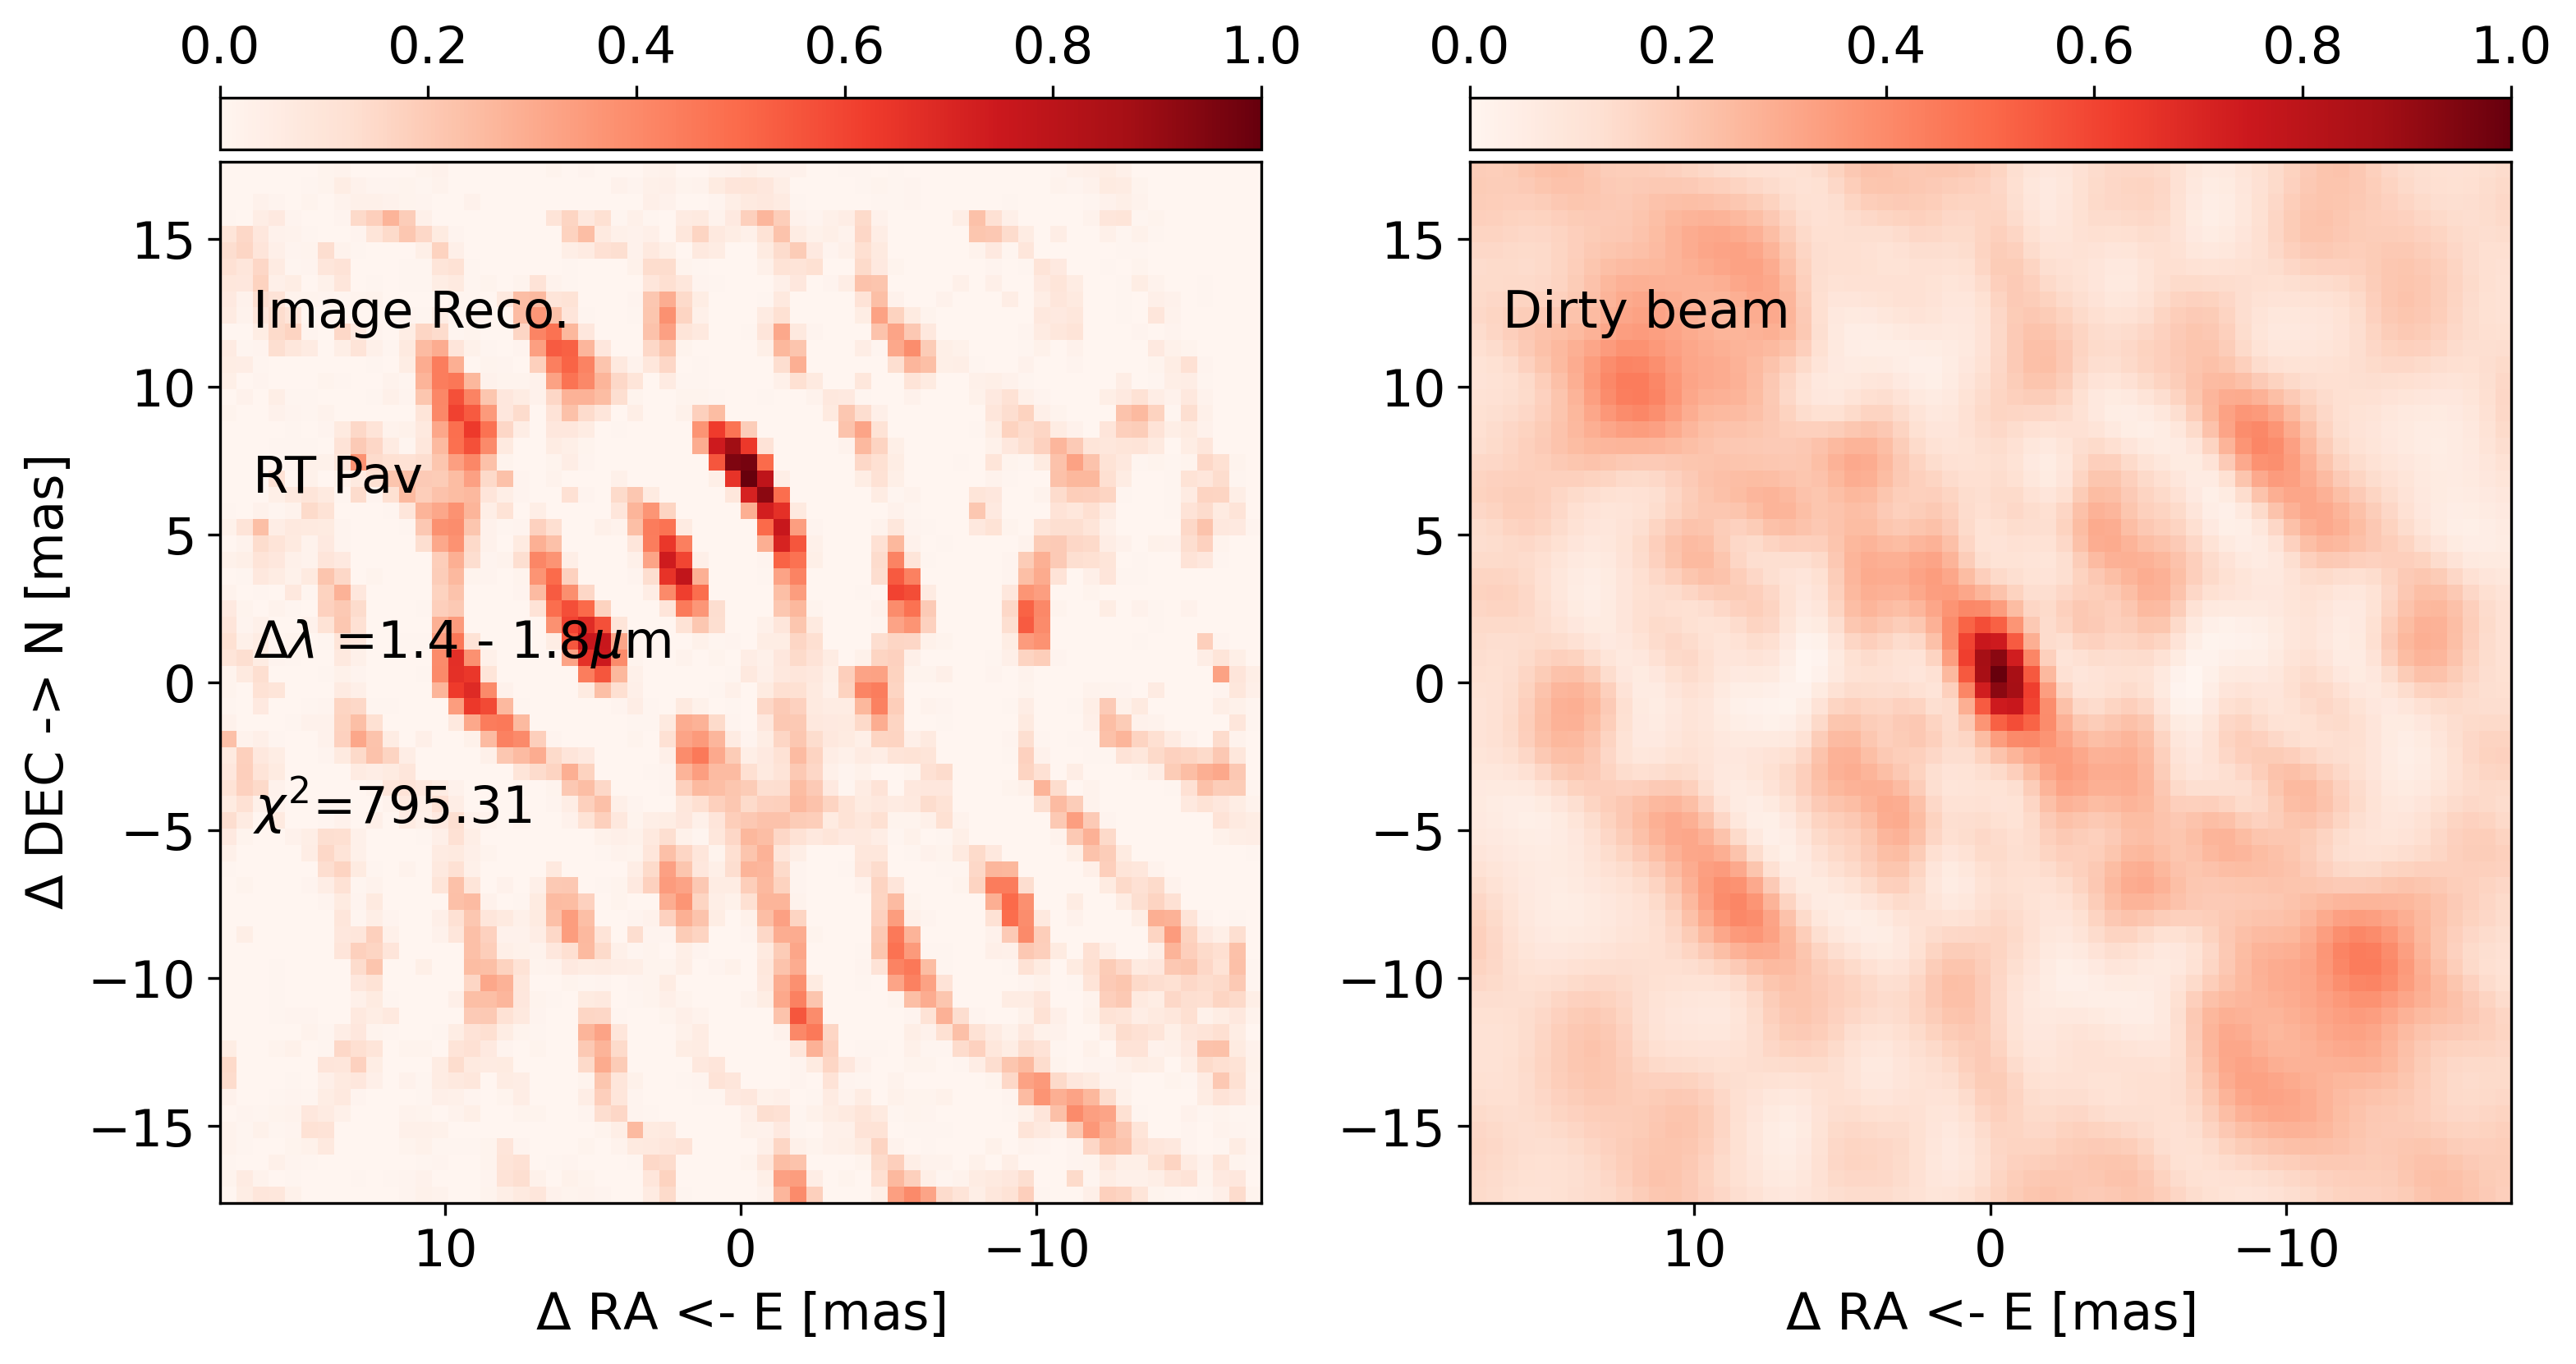 0.0 0.2 0.4 0.6 0.8 1.0
0.0 0.2 0.4 0.6 0.8 1.0
Image Reco.
RT Pav
Δλ =1.4 - 1.8μm
χ²=795.31
15
10
5
0
−5
−10
−15
Δ DEC -> N [mas]
10 0 −10
Δ RA <- E [mas]
Dirty beam
15
10
5
0
−5
−10
−15
10 0 −10
Δ RA <- E [mas]